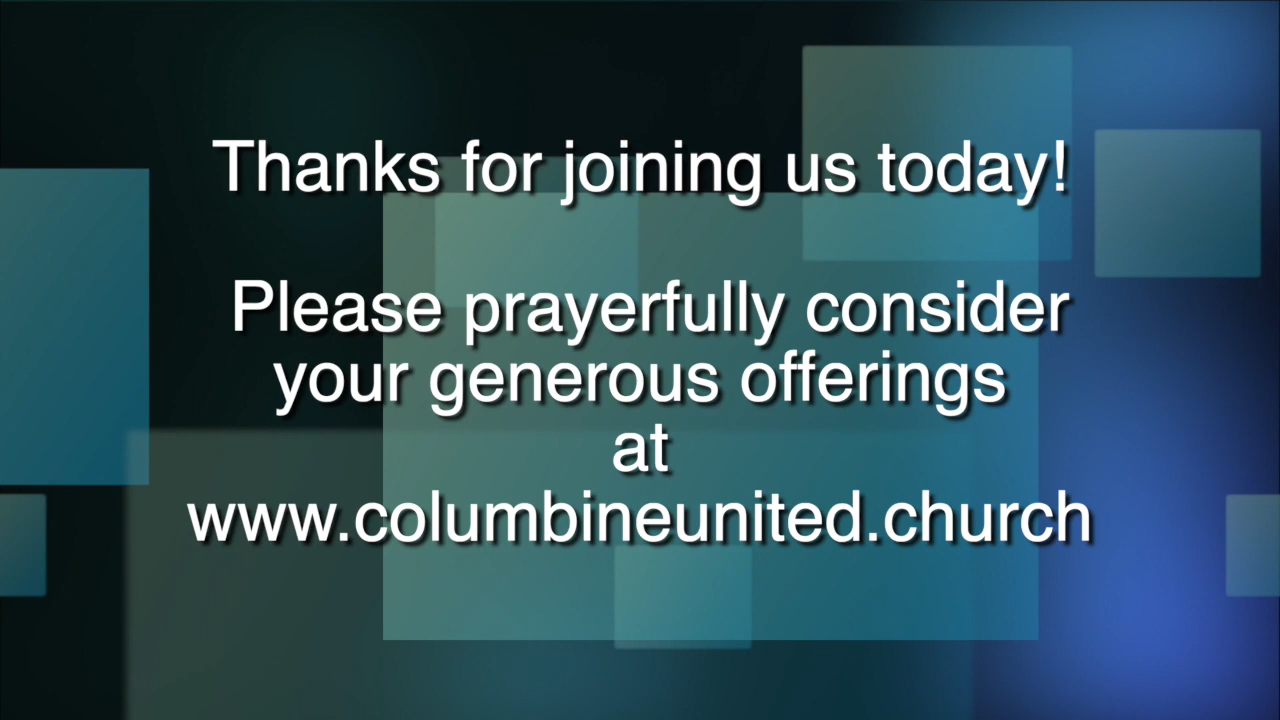 Thanks for joining us today!
Please prayerfully consider
your generous offerings
at
www.columbineunited.church